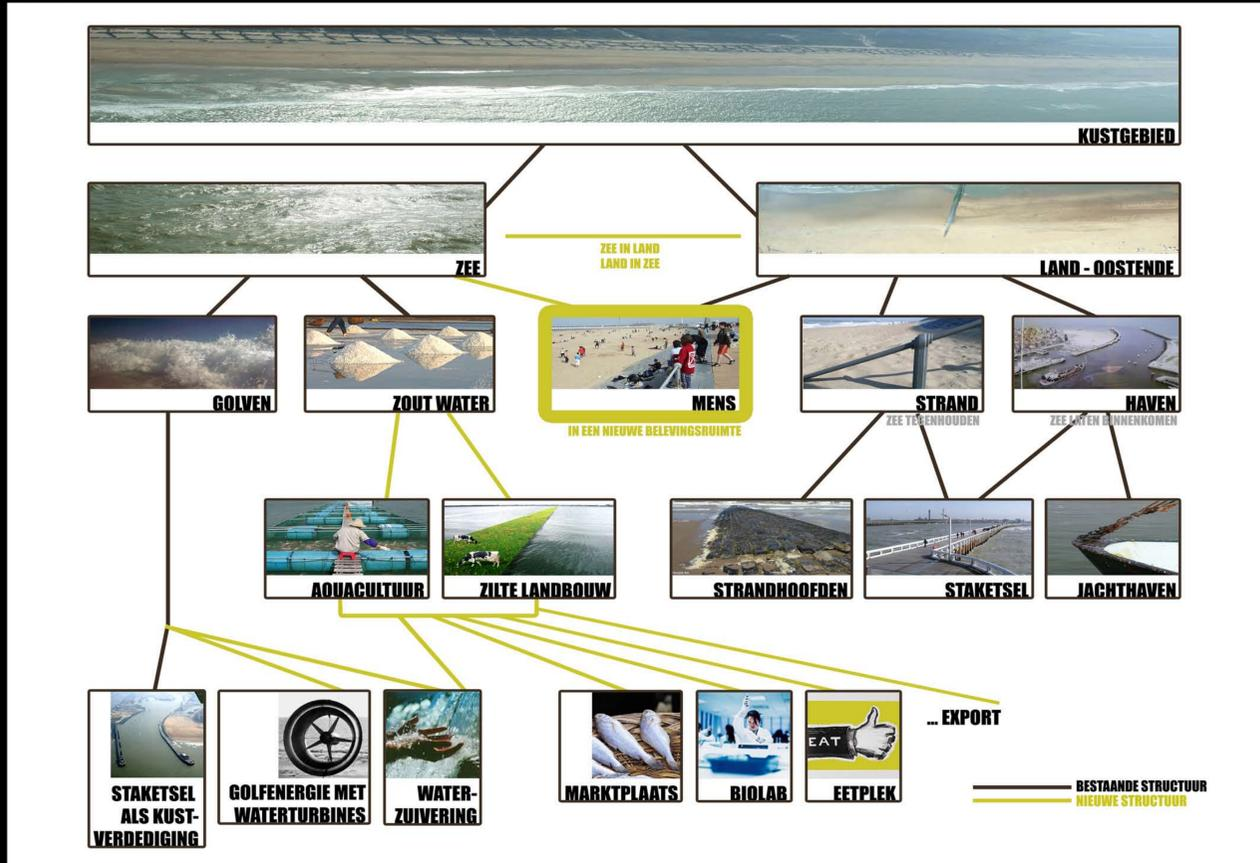 KUSTGEBIED
ZEE
ZEE IN LAND
LAND IN ZEE
LAND - OOSTENDE
GOLVEN
ZOUT WATER
MENS
IN EEN NIEUWE BELEVINGSRUIMTE
STRAND
ZEE TEGENHOUDEN
HAVEN
ZEE LATEN BINNENKOMEN
AQUACULTUUR
ZILTE LANDBOUW
STRANDHOOFDEN
STAKETSEL
JACHTHAVEN
STAKETSEL
ALS KUST-
VERDEDIGING
GOLFENERGIE MET
WATERTURBINES
WATER-
ZUIVERING
MARKTPLAATS
BIOLAB
EAT
EETPLEK
... EXPORT
BESTAANDE STRUCTUUR
NIEUWE STRUCTUUR